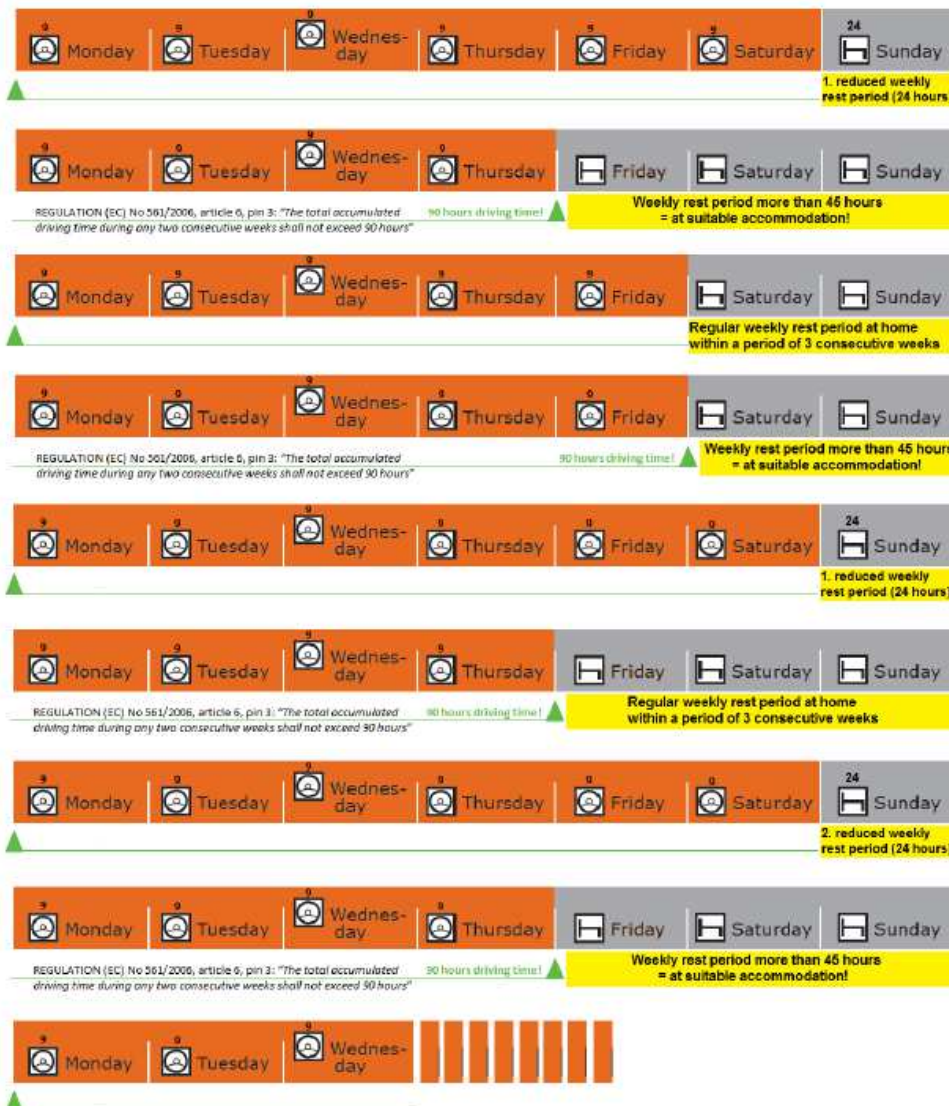 9 9 9 9 9 9 24
Monday Tuesday Wednes-day Thursday Friday Saturday Sunday
1. reduced weekly
rest period (24 hours
9 9 9 9
Monday Tuesday Wednes-day Thursday Friday Saturday Sunday
REGULATION (EC) No 561/2006, article 6, pin 3: "The total accumulated
driving time during any two consecutive weeks shall not exceed 90 hours"
90 hours driving time!
Weekly rest period more than 45 hours
= at suitable accommodation!
9 9 9 9 9
Monday Tuesday Wednes-day Thursday Friday Saturday Sunday
Regular weekly rest period at home
within a period of 3 consecutive weeks
9 9 9 9 9
Monday Tuesday Wednes-day Thursday Friday Saturday Sunday
REGULATION (EC) No 561/2006, article 6, pin 3: "The total accumulated
driving time during any two consecutive weeks shall not exceed 90 hours"
90 hours driving time!
Weekly rest period more than 45 hours
= at suitable accommodation!
9 9 9 9 9 9 24
Monday Tuesday Wednes-day Thursday Friday Saturday Sunday
1. reduced weekly
rest period (24 hours)
9 9 9 9
Monday Tuesday Wednes-day Thursday Friday Saturday Sunday
REGULATION (EC) No 561/2006, article 6, pin 3: "The total accumulated
driving time during any two consecutive weeks shall not exceed 90 hours"
90 hours driving time!
Regular weekly rest period at home
within a period of 3 consecutive weeks
9 9 9 9 9 9 24
Monday Tuesday Wednes-day Thursday Friday Saturday Sunday
2. reduced weekly
rest period (24 hours
9 9 9 9
Monday Tuesday Wednes-day Thursday Friday Saturday Sunday
REGULATION (EC) No 561/2006, article 6, pin 3: "The total accumulated
driving time during any two consecutive weeks shall not exceed 90 hours"
90 hours driving time!
Weekly rest period more than 45 hours
= at suitable accommodation!
9 9 9
Monday Tuesday Wednes-day